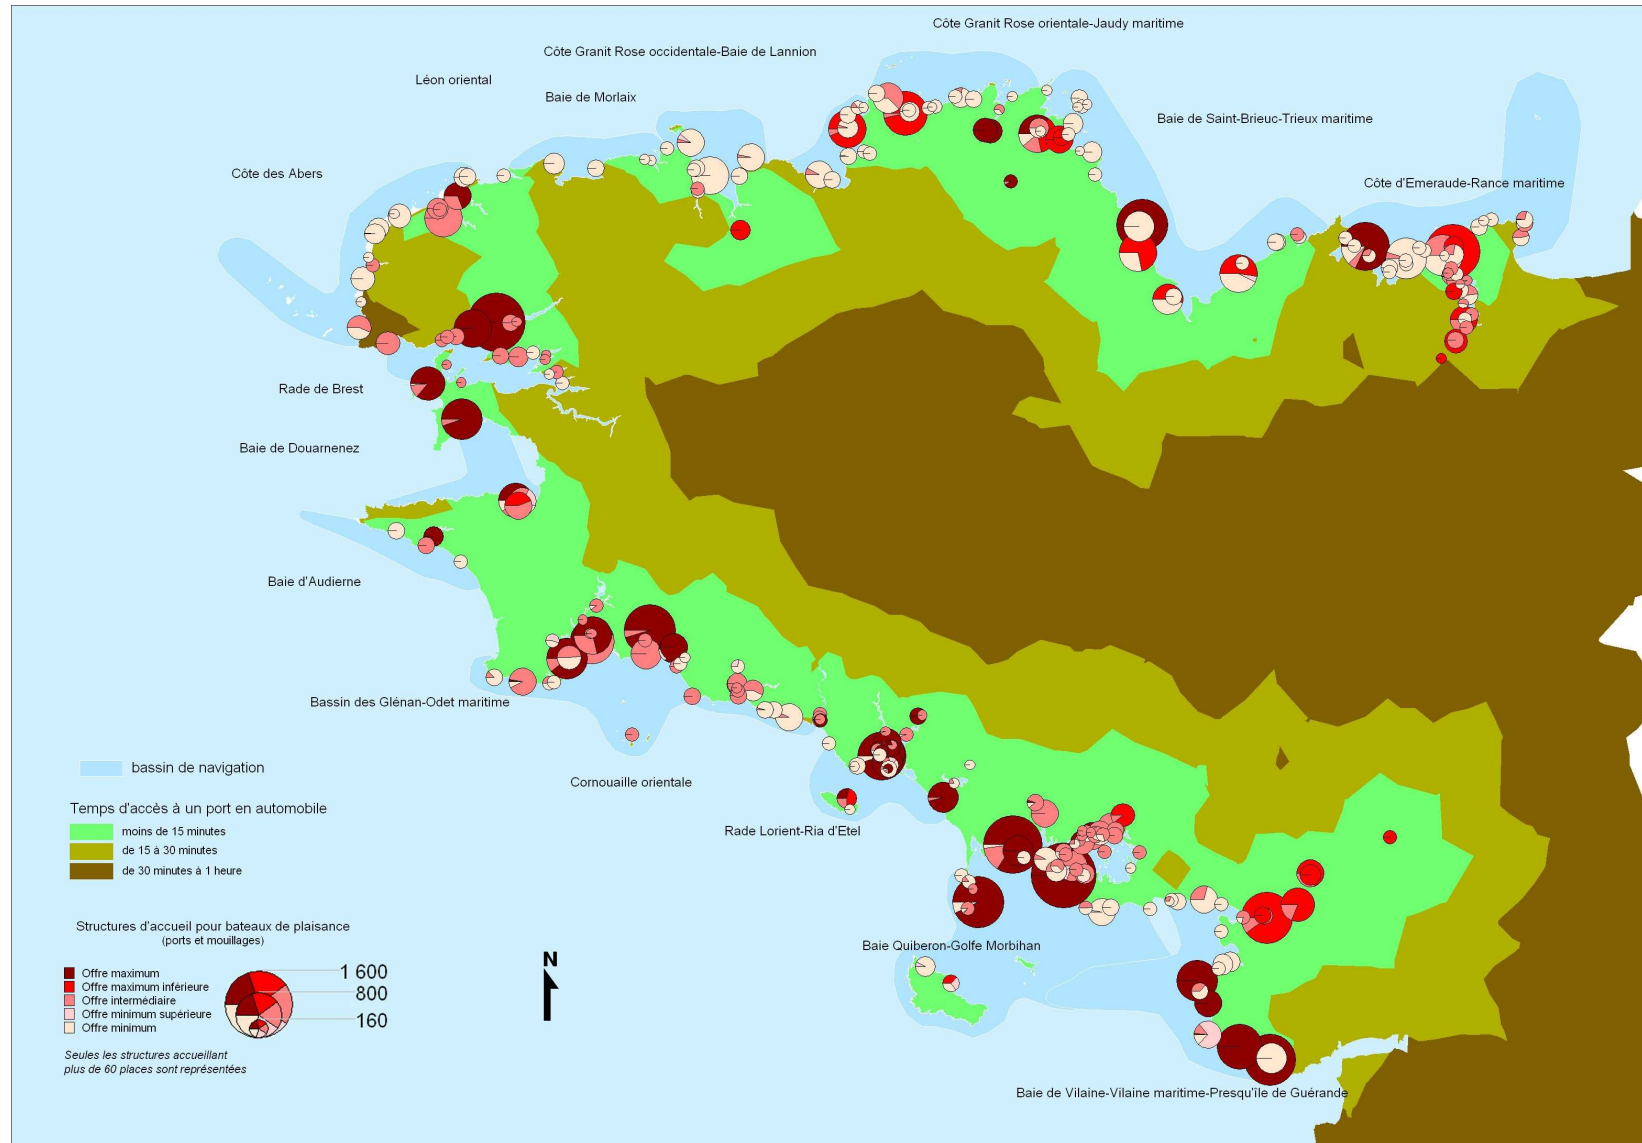 Côte Granit Rose orientale-Jaudy maritime
Côte Granit Rose occidentale-Baie de Lannion
Léon oriental
Baie de Morlaix
Baie de Saint-Brieuc-Trieux maritime
Côte des Abers
Côte d'Emeraude-Rance maritime
Rade de Brest
Baie de Douarnenez
Baie d'Audierne
Bassin des Glénan-Odet maritime
Cornouaille orientale
Rade Lorient-Ria d'Etel
Baie Quiberon-Golfe Morbihan
Baie de Vilaine-Vilaine maritime-Presqu'île de Guérande
bassin de navigation
Temps d'accès à un port en automobile
moins de 15 minutes
de 15 à 30 minutes
de 30 minutes à 1 heure
Structures d'accueil pour bateaux de plaisance
(ports et mouillages)
Offre maximum
Offre maximum inférieure
Offre intermédiaire
Offre minimum supérieure
Offre minimum
1 600
800
160
Seules les structures accueillant
plus de 60 places sont représentées
N